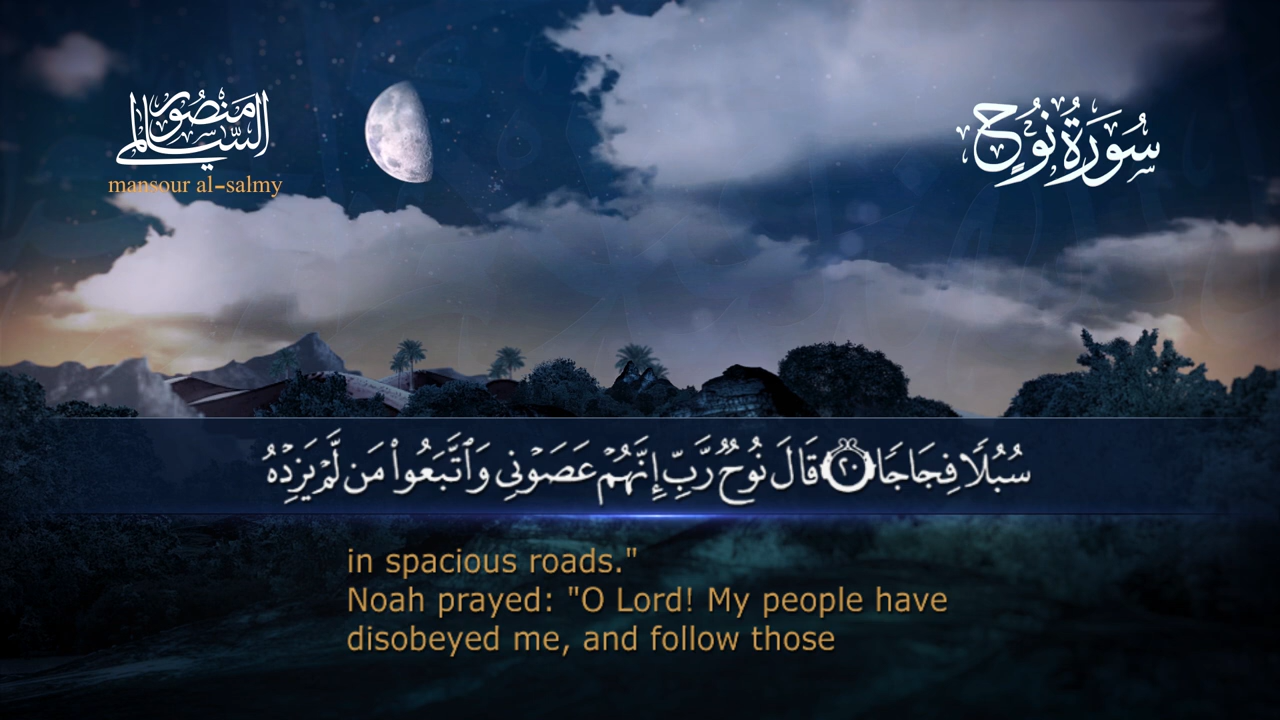 منصور السالمي
mansour al-salmy
سُورَةُ نُوحٍ
سُبُلًا فِجَاجًا ۝٢٠ قَالَ نُوحٌ رَّبِّ إِنَّهُمْ عَصَوْنِى وَٱتَّبَعُوا۟ مَن لَّمْ يَزِدْهُ
in spacious roads."
Noah prayed: "O Lord! My people have
disobeyed me, and follow those